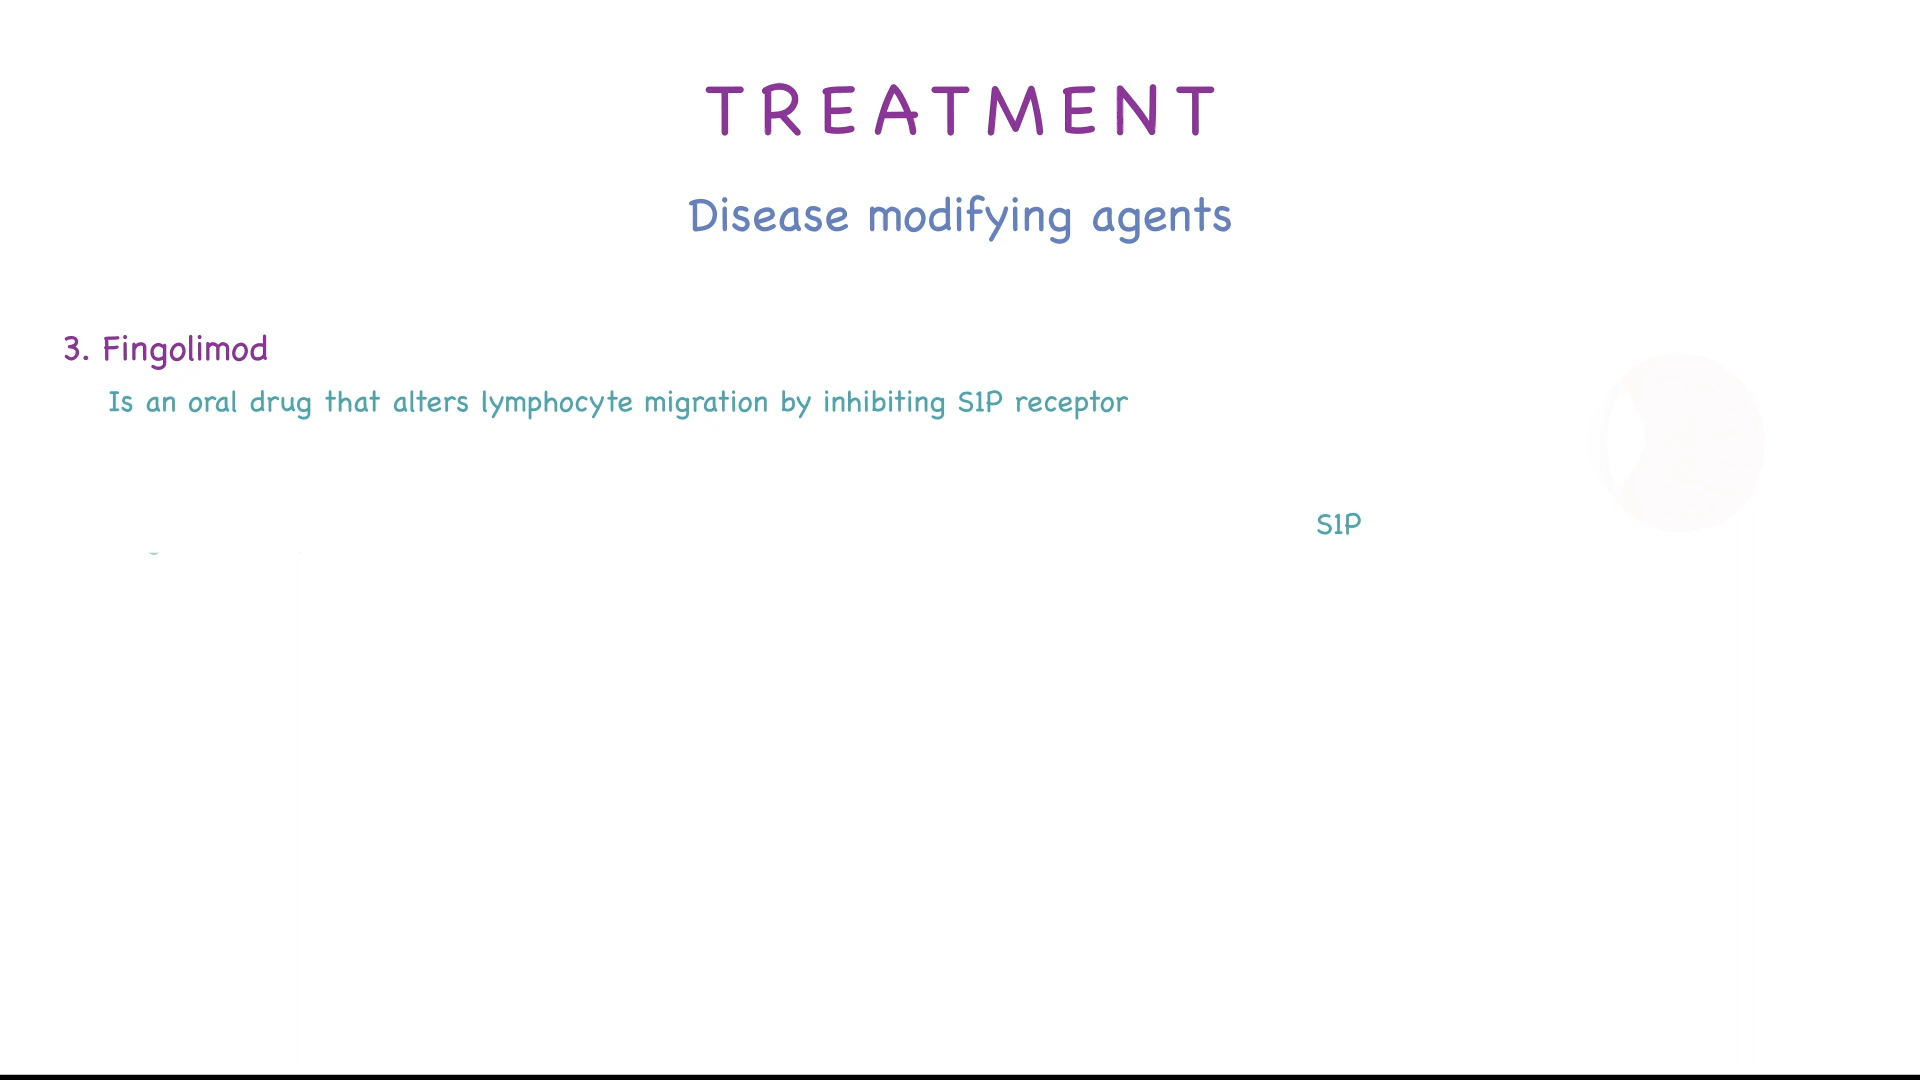 TREATMENT
Disease modifying agents
3. Fingolimod
Is an oral drug that alters lymphocyte migration by inhibiting S1P receptor
S1P